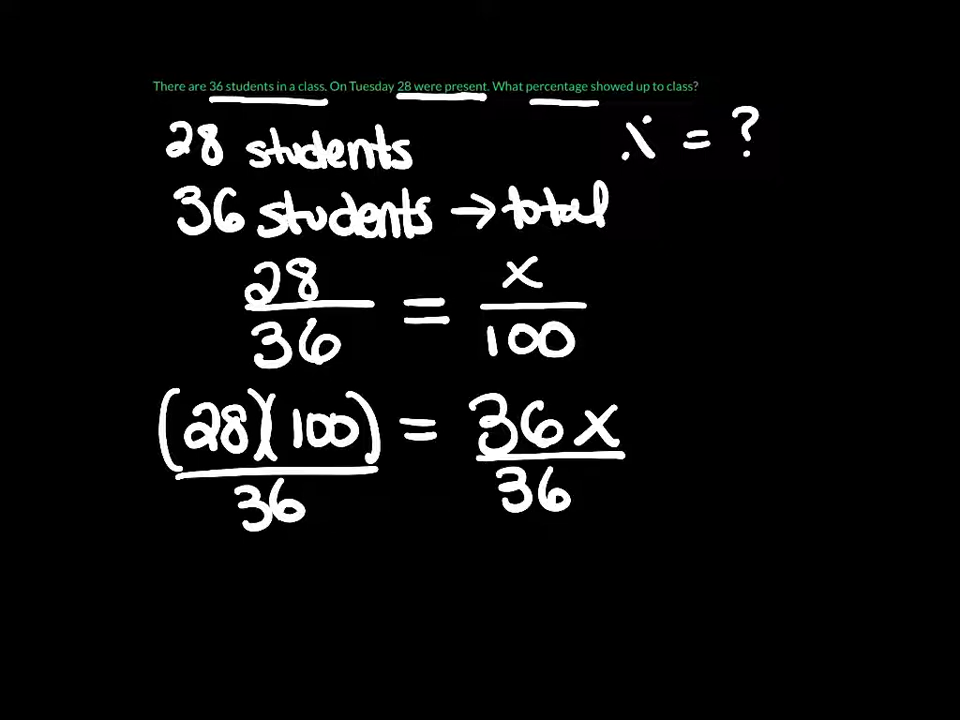 There are 36 students in a class. On Tuesday 28 were present. What percentage showed up to class?
28 students % = ?
36 students → total
28/36 = x/100
(28)(100)/36 = 36x/36